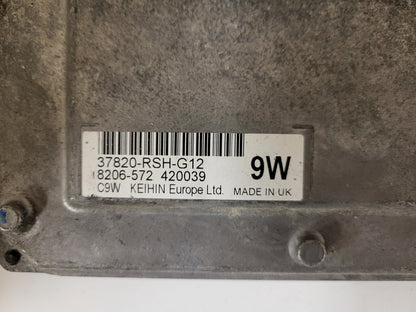 37820-RSH-G12
8206-572 420039
9W
C9W KEIHIN Europe Ltd. MADE IN UK